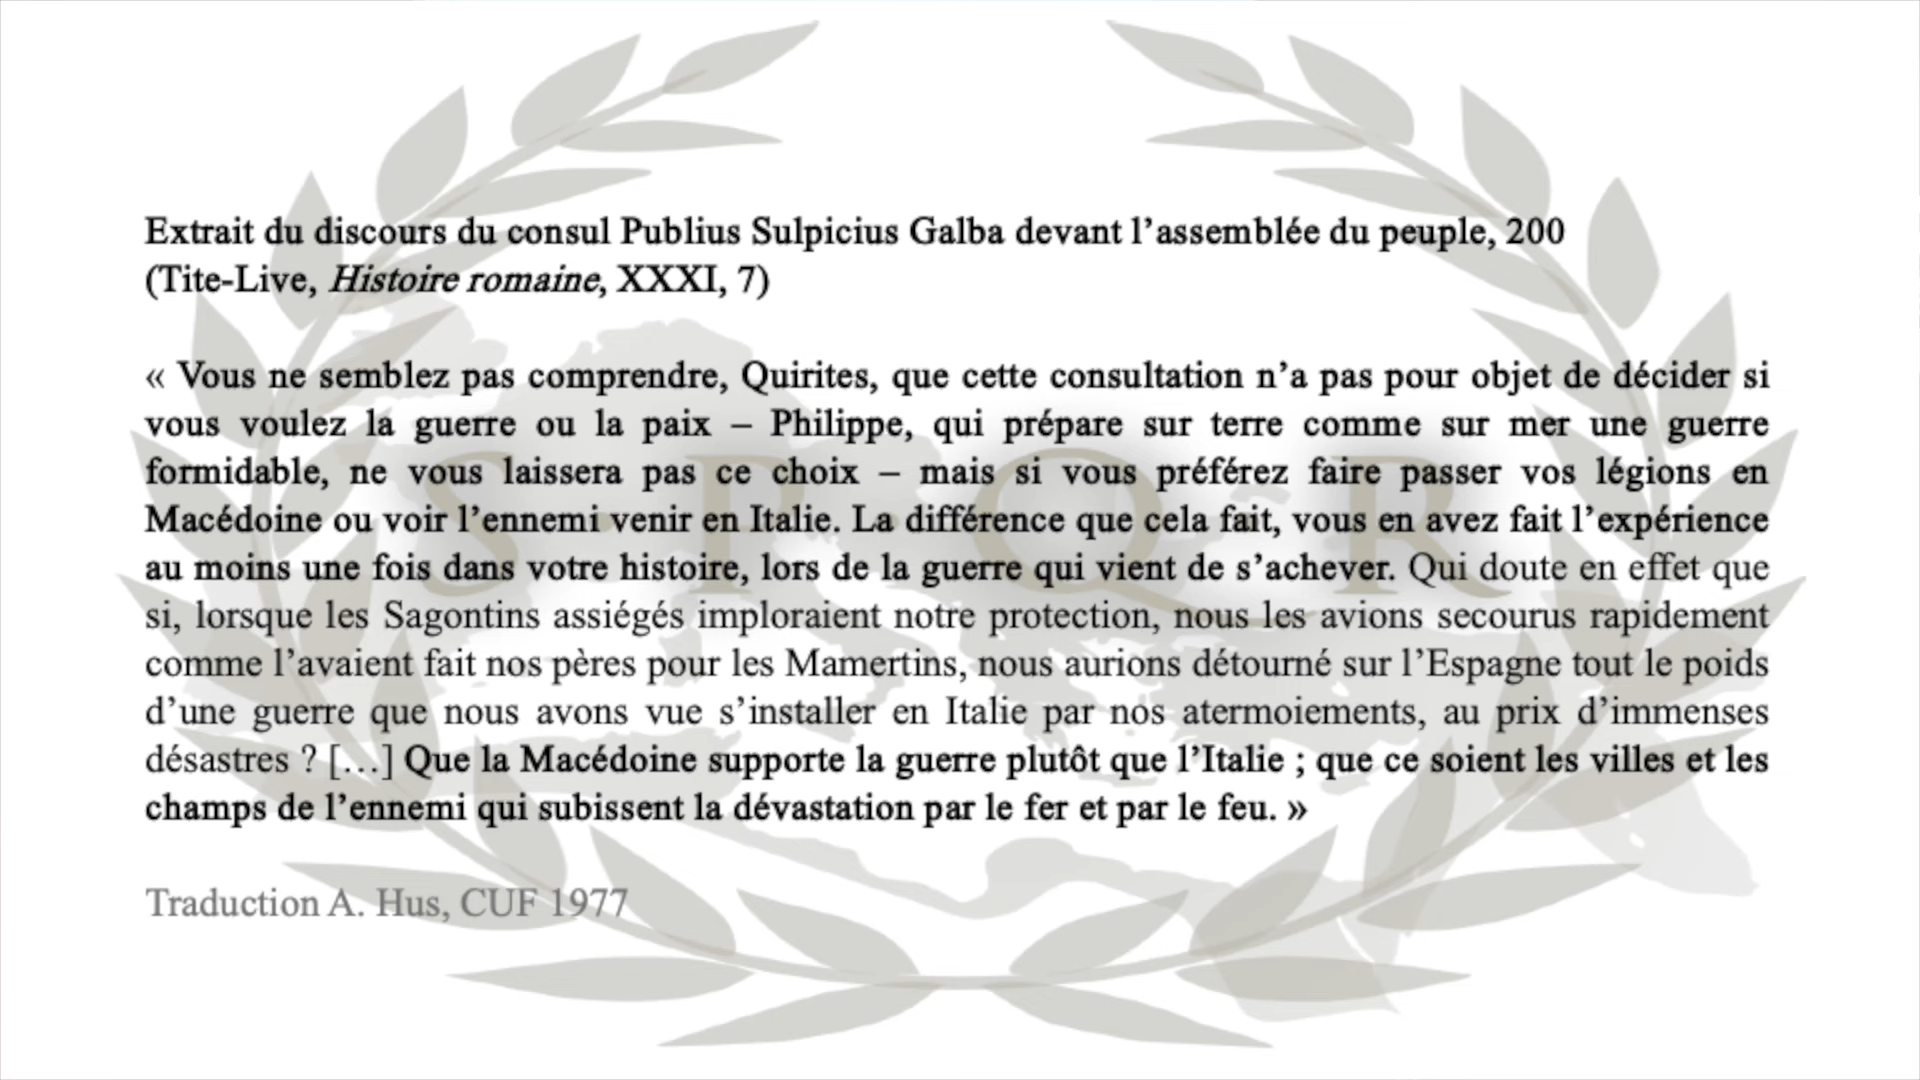 Extrait du discours du consul Publius Sulpicius Galba devant l’assemblée du peuple, 200
(Tite-Live, Histoire romaine, XXXI, 7)
« Vous ne semblez pas comprendre, Quirites, que cette consultation n’a pas pour objet de décider si
vous voulez la guerre ou la paix – Philippe, qui prépare sur terre comme sur mer une guerre
formidable, ne vous laissera pas ce choix – mais si vous préférez faire passer vos légions en
Macédoine ou voir l’ennemi venir en Italie. La différence que cela fait, vous en avez fait l’expérience
au moins une fois dans votre histoire, lors de la guerre qui vient de s’achever. Qui doute en effet que
si, lorsque les Sagontins assiégés imploraient notre protection, nous les avions secourus rapidement
comme l’avaient fait nos pères pour les Mamertins, nous aurions détourné sur l’Espagne tout le poids
d’une guerre que nous avons vue s’installer en Italie par nos atermoiements, au prix d’immenses
désastres ? […] Que la Macédoine supporte la guerre plutôt que l’Italie ; que ce soient les villes et les
champs de l’ennemi qui subissent la dévastation par le fer et par le feu. »
Traduction A. Hus, CUF 1977
S·P·Q·R